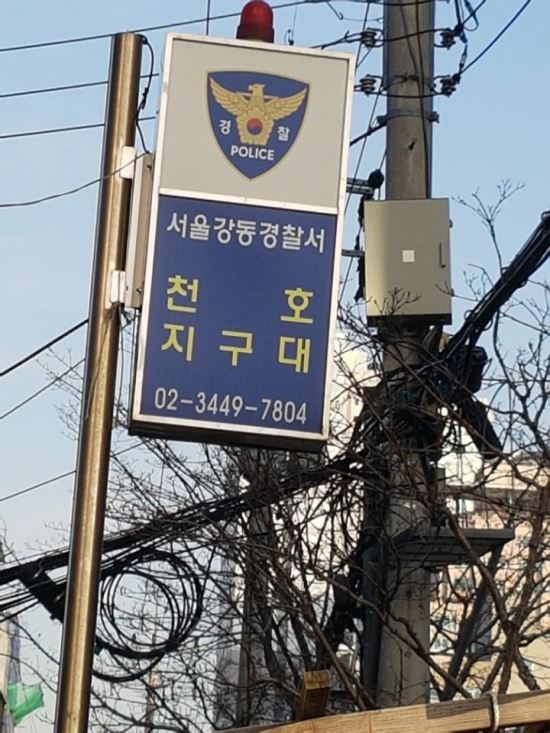 경 찰
POLICE
서울강동경찰서
천 호
지 구 대
02-3449-7804